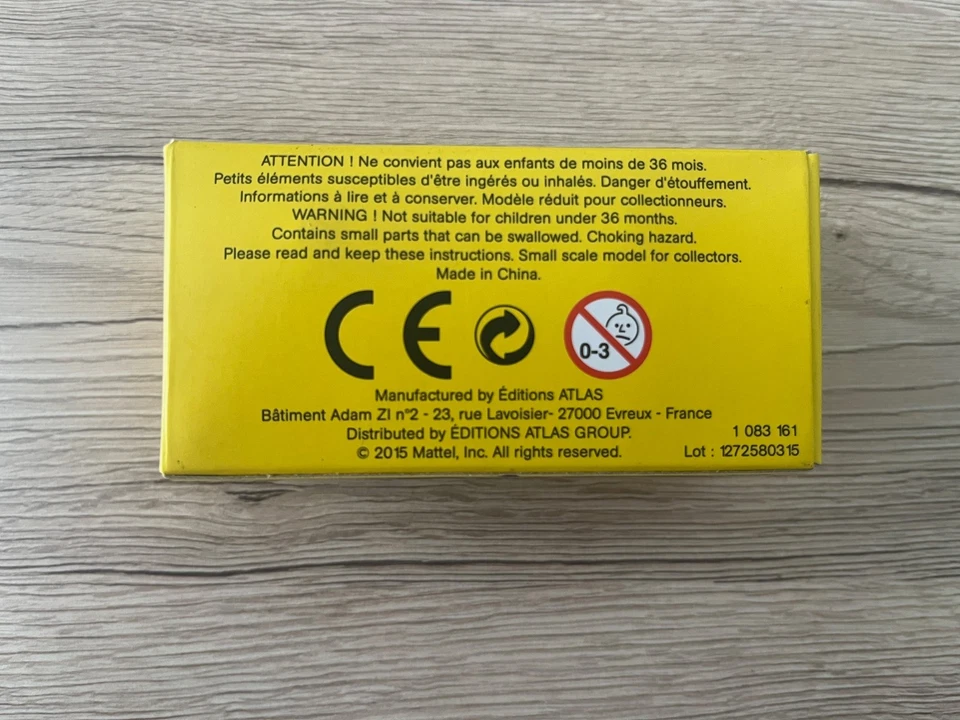 ATTENTION ! Ne convient pas aux enfants de moins de 36 mois.
Petits éléments susceptibles d'être ingérés ou inhalés. Danger d'étouffement.
Informations à lire et à conserver. Modèle réduit pour collectionneurs.
WARNING ! Not suitable for children under 36 months.
Contains small parts that can be swallowed. Choking hazard.
Please read and keep these instructions. Small scale model for collectors.
Made in China.
CE
0-3
Manufactured by Éditions ATLAS
Bâtiment Adam ZI n°2 - 23, rue Lavoisier- 27000 Evreux - France
Distributed by ÉDITIONS ATLAS GROUP.
© 2015 Mattel, Inc. All rights reserved.
1 083 161
Lot : 1272580315